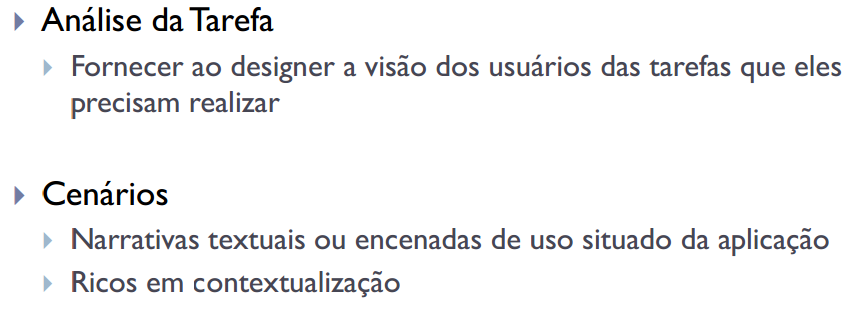 Análise da Tarefa
Fornecer ao designer a visão dos usuários das tarefas que eles
precisam realizar
Cenários
Narrativas textuais ou encenadas de uso situado da aplicação
Ricos em contextualização